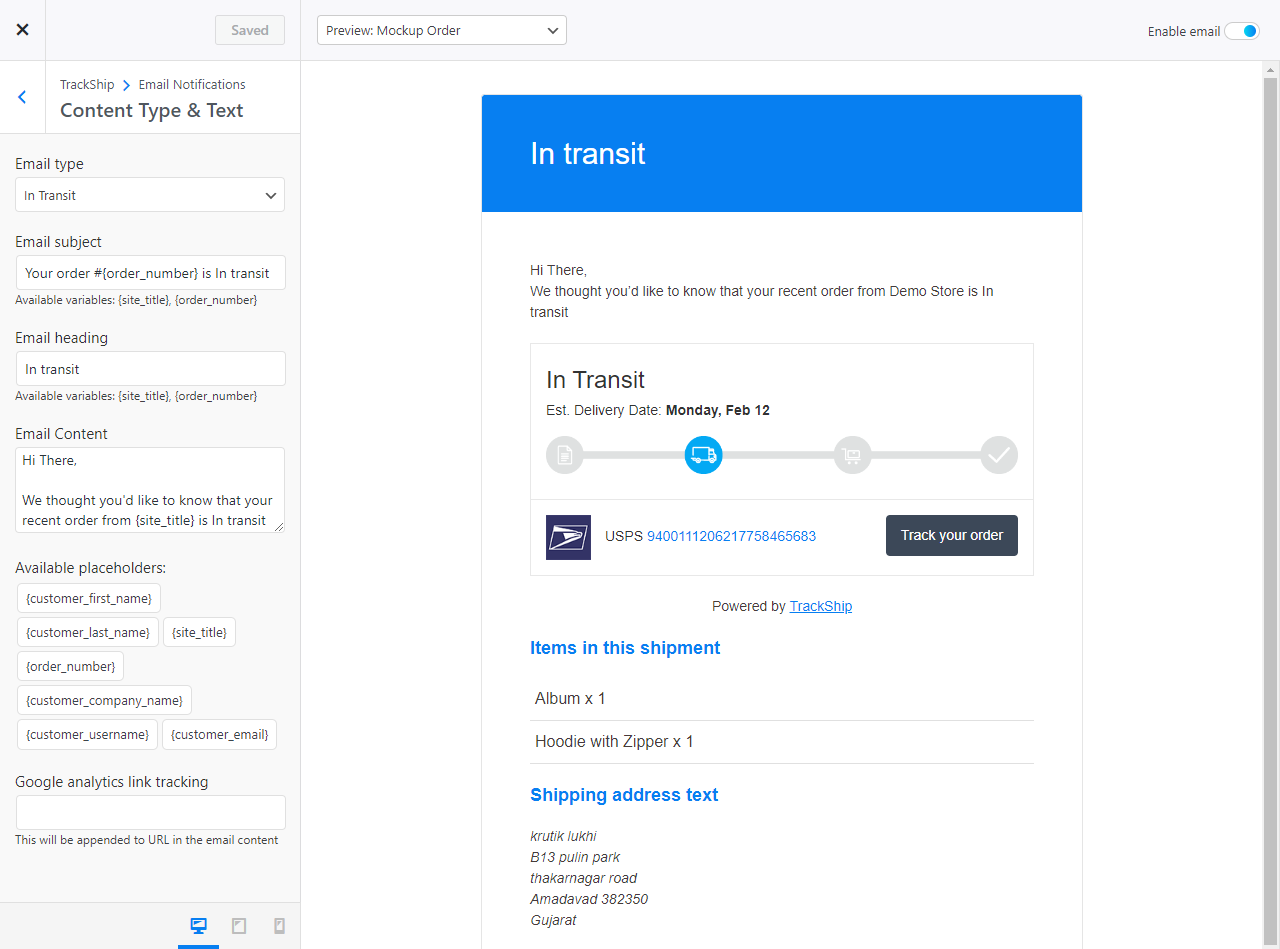 Saved
Preview: Mockup Order
Enable email
TrackShip
Email Notifications
Content Type & Text
Email type
In Transit
Email subject
Your order #{order_number} is In transit
Available variables: {site_title}, {order_number}
Email heading
In transit
Available variables: {site_title}, {order_number}
Email Content
Hi There,
We thought you'd like to know that your
recent order from {site_title} is In transit
Available placeholders:
{customer_first_name}
{customer_last_name} {site_title}
{order_number}
{customer_company_name}
{customer_username} {customer_email}
Google analytics link tracking
This will be appended to URL in the email content
In transit
Hi There,
We thought you'd like to know that your recent order from Demo Store is In
transit
In Transit
Est. Delivery Date: Monday, Feb 12
USPS 9400111206217758465683
Track your order
Powered by TrackShip
Items in this shipment
Album x 1
Hoodie with Zipper x 1
Shipping address text
krutik lukhi
B13 pulin park
thakarnagar road
Amadavad 382350
Gujarat